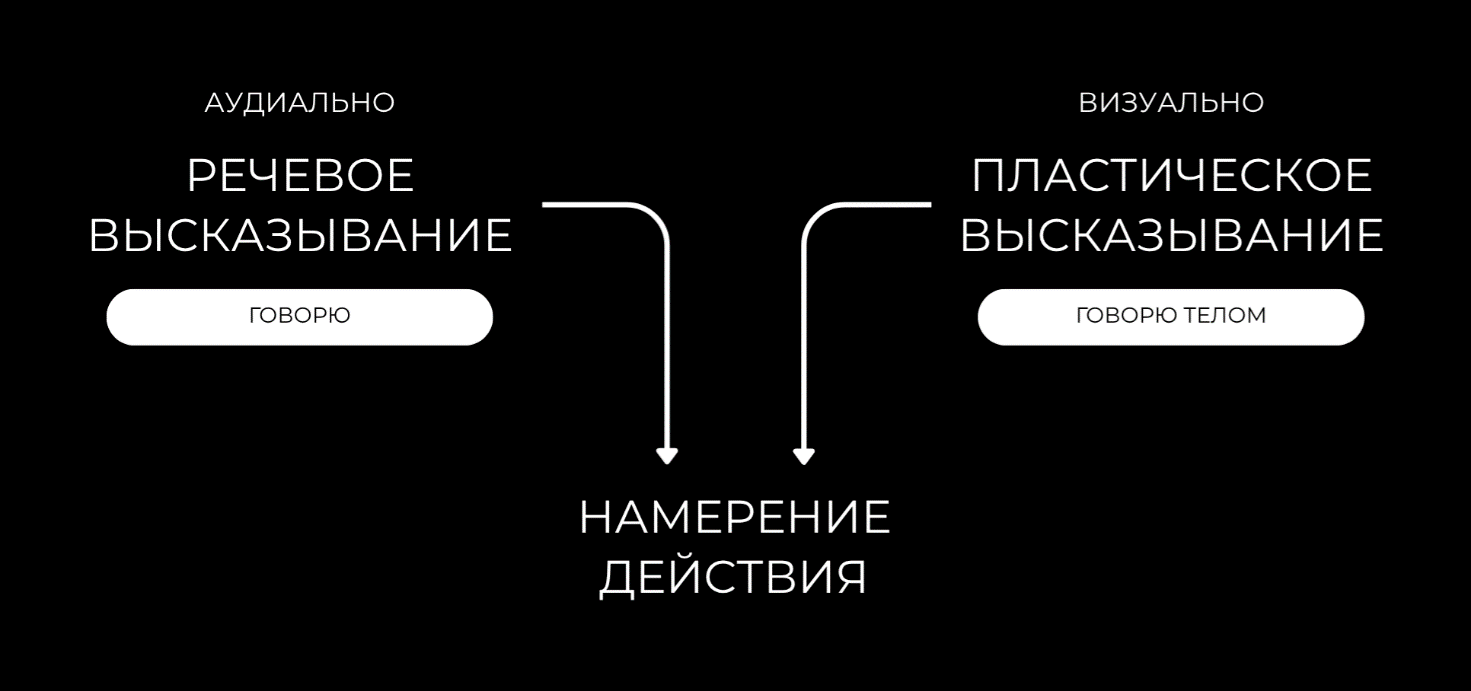 АУДИАЛЬНО
РЕЧЕВОЕ
ВЫСКАЗЫВАНИЕ
ГОВОРЮ
ВИЗУАЛЬНО
ПЛАСТИЧЕСКОЕ
ВЫСКАЗЫВАНИЕ
ГОВОРЮ ТЕЛОМ
НАМЕРЕНИЕ
ДЕЙСТВИЯ